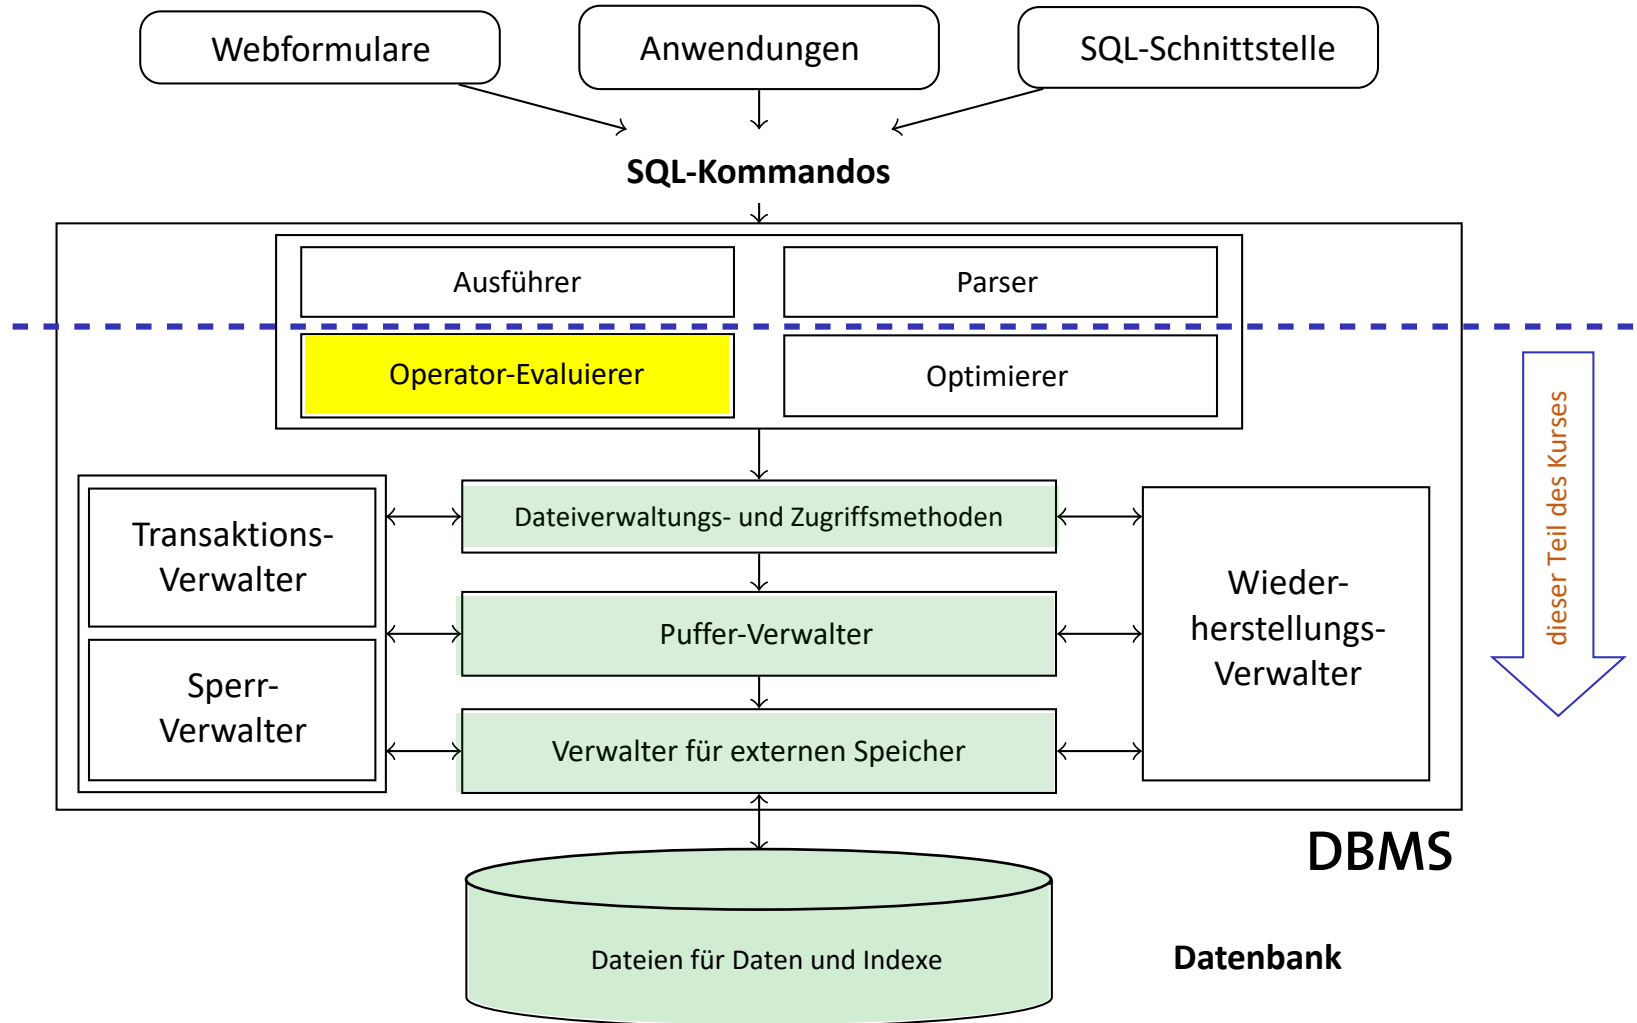 Webformulare
Anwendungen
SQL-Schnittstelle
SQL-Kommandos
Ausführer
Parser
Operator-Evaluierer
Optimierer
dieser Teil des Kurses
Transaktions-
Verwalter
Sperr-
Verwalter
Dateiverwaltungs- und Zugriffsmethoden
Puffer-Verwalter
Verwalter für externen Speicher
Wieder-
herstellungs-
Verwalter
DBMS
Dateien für Daten und Indexe
Datenbank